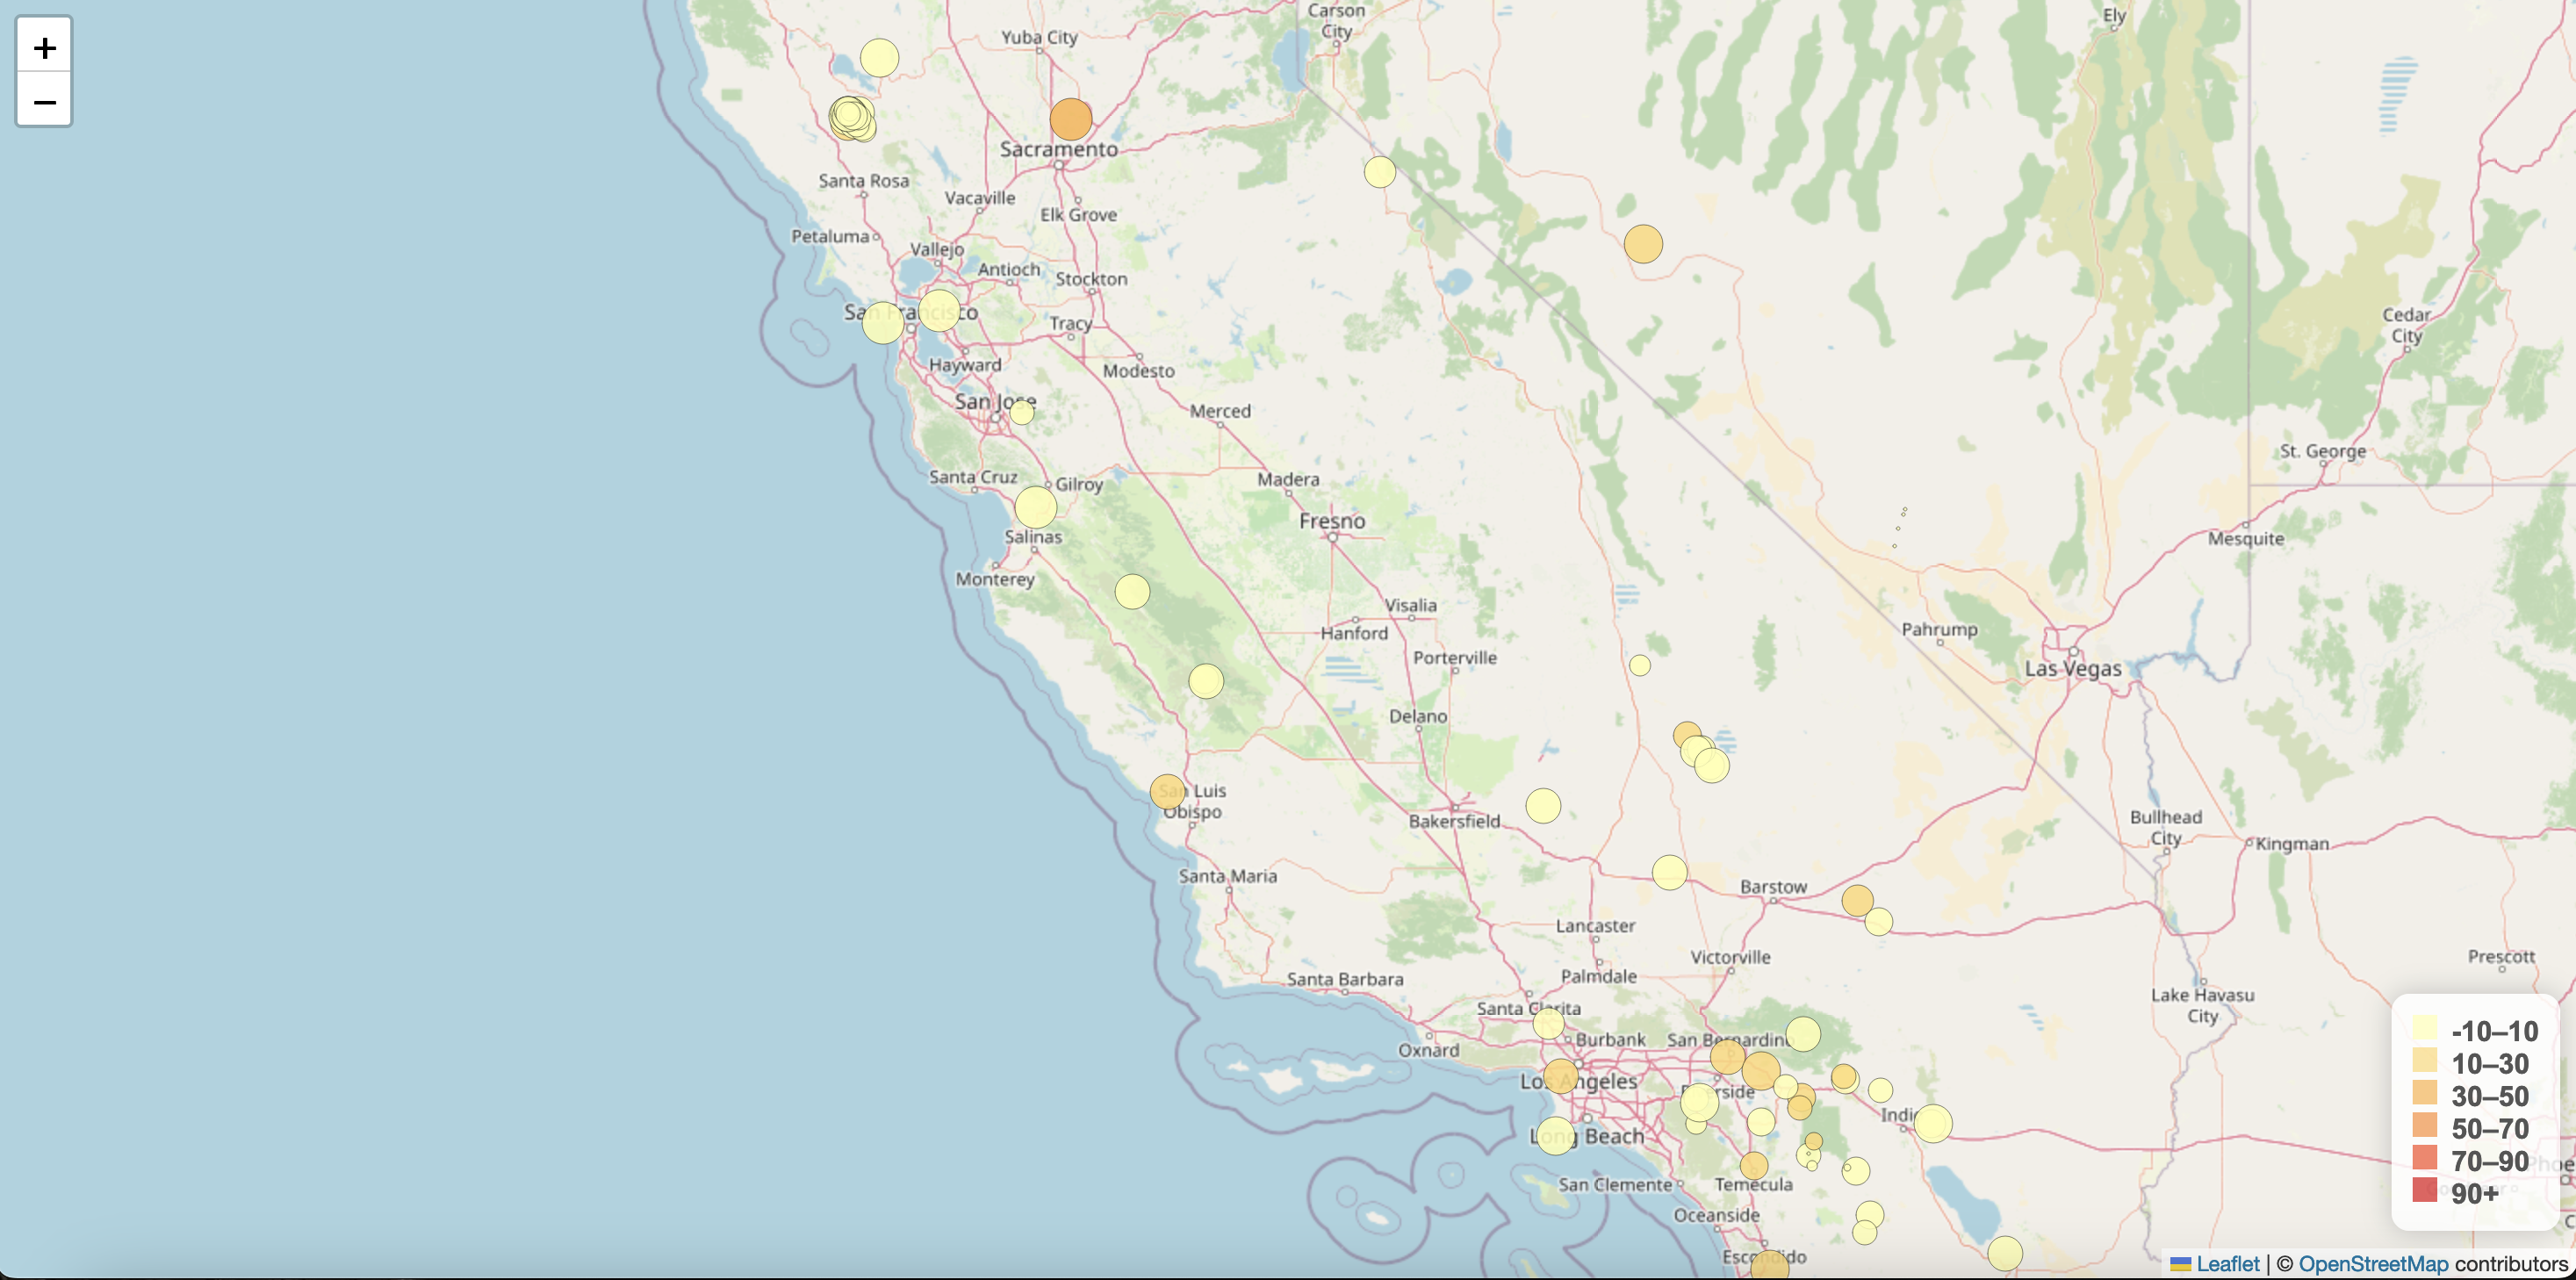 +
−
Carson
City
Ely
Yuba City
Sacramento
Santa Rosa
Vacaville
Elk Grove
Petaluma
Vallejo
Antioch
Stockton
San Francisco
Tracy
Cedar
City
Hayward
Modesto
San Jose
Merced
St. George
Santa Cruz
Gilroy
Madera
Fresno
Salinas
Mesquite
Monterey
Visalia
Hanford
Pahrump
Porterville
Las Vegas
Delano
San Luis
Obispo
Bakersfield
Bullhead
City
Kingman
Santa Maria
Barstow
Lancaster
Victorville
Prescott
Palmdale
Santa Barbara
Lake Havasu
City
Santa Clarita
Burbank
San Bernardino
Oxnard
Los Angeles
Long Beach
San Clemente
Temecula
Oceanside
Escondido
-10–10
10–30
30–50
50–70
70–90
90+
Leaflet | © OpenStreetMap contributors